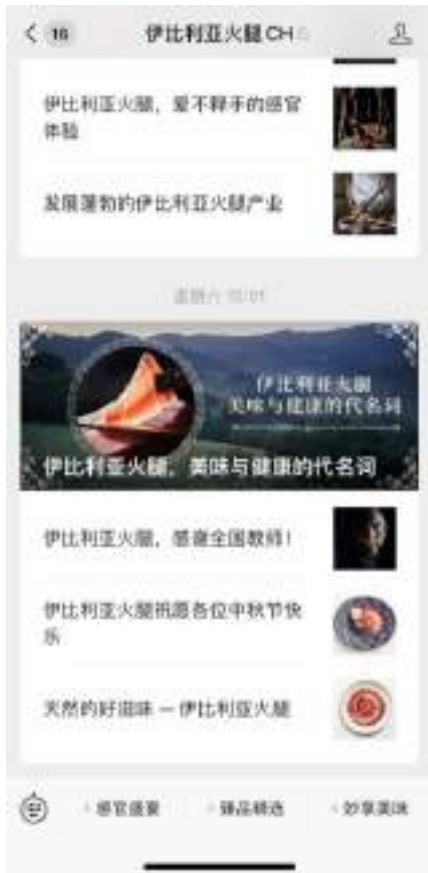 16
伊比利亚火腿CH
伊比利亚火腿，爱不释手的感官
体验
发展蓬勃的伊比利亚火腿产业
星期六 10:01
伊比利亚火腿
美味与健康的代名词
伊比利亚火腿，美味与健康的代名词
伊比利亚火腿，感谢全国教师！
伊比利亚火腿祝愿各位中秋节快
乐
天然的好滋味 — 伊比利亚火腿
感官盛宴
臻品精选
妙享美味